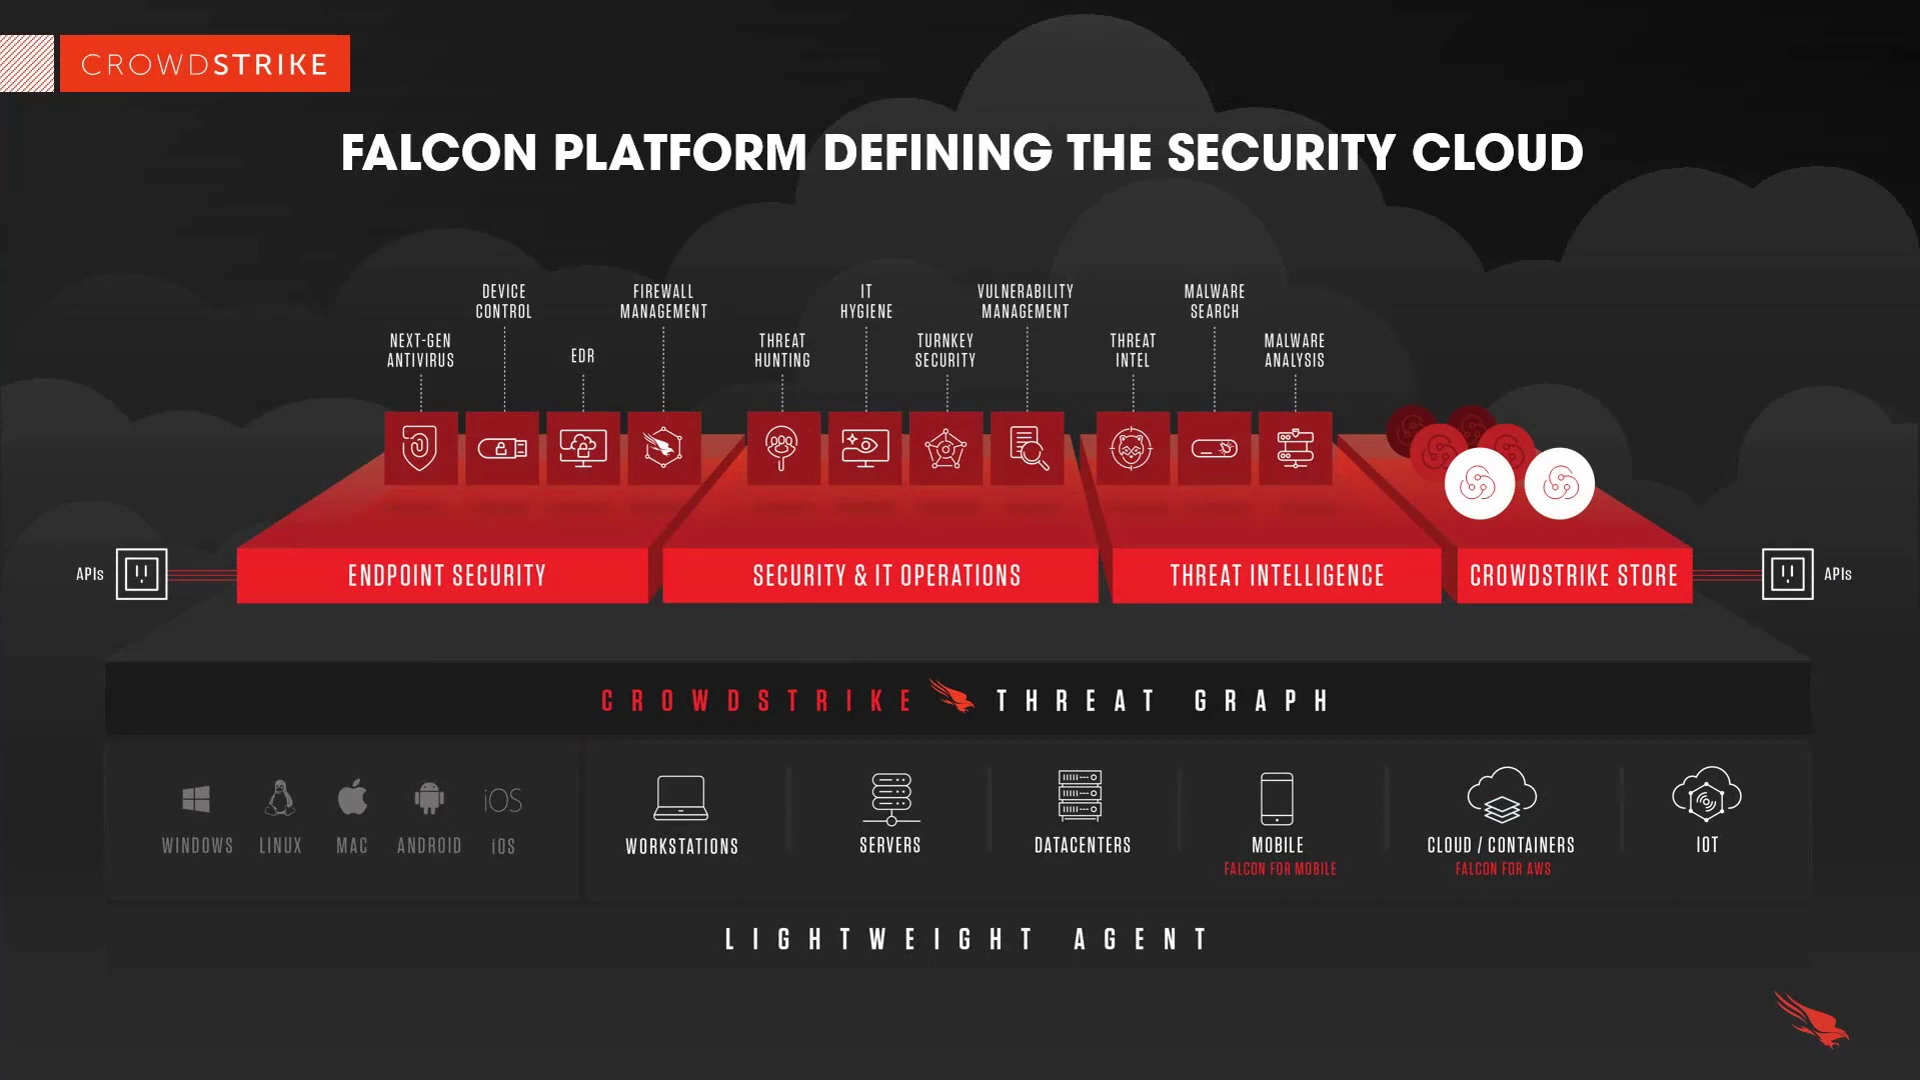 CROWDSTRIKE
FALCON PLATFORM DEFINING THE SECURITY CLOUD
NEXT-GEN
ANTIVIRUS
DEVICE
CONTROL
EDR
FIREWALL
MANAGEMENT
THREAT
HUNTING
IT
HYGIENE
TURNKEY
SECURITY
VULNERABILITY
MANAGEMENT
THREAT
INTEL
MALWARE
SEARCH
MALWARE
ANALYSIS
APIs
ENDPOINT SECURITY
SECURITY & IT OPERATIONS
THREAT INTELLIGENCE
CROWDSTRIKE STORE
APIs
CROWDSTRIKE THREAT GRAPH
iOS
WINDOWS
LINUX
MAC
ANDROID
iOS
WORKSTATIONS
SERVERS
DATACENTERS
MOBILE
FALCON FOR MOBILE
CLOUD / CONTAINERS
FALCON FOR AWS
IOT
LIGHTWEIGHT AGENT